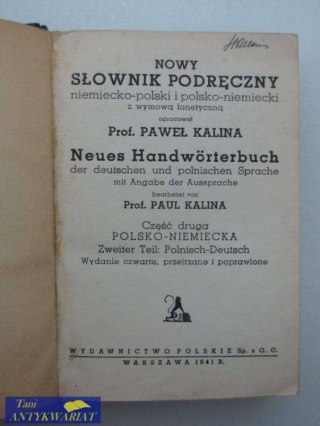 NOWY
SŁOWNIK PODRĘCZNY
niemiecko-polski i polsko-niemiecki
z wymową fonetyczną
opracował
Prof. PAWEŁ KALINA
Neues Handwörterbuch
der deutschen und polnischen Sprache
mit Angabe der Aussprache
bearbeitet von
Prof. PAUL KALINA
Część druga
POLSKO-NIEMIECKA
Zweiter Teil: Polnisch-Deutsch
Wydanie czwarte, przejrzane i poprawione
WYDAWNICTWO POLSKIE Sp. z O. O.
WARSZAWA 1941 R.
Tani
ANTYKWARIAT